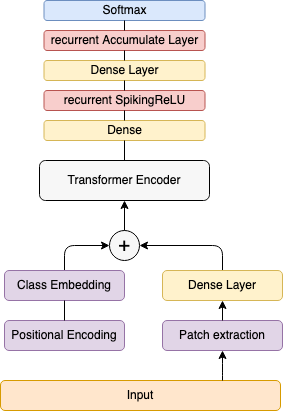 Softmax
recurrent Accumulate Layer
Dense Layer
recurrent SpikingReLU
Dense
Transformer Encoder
+
Class Embedding
Dense Layer
Positional Encoding
Patch extraction
Input